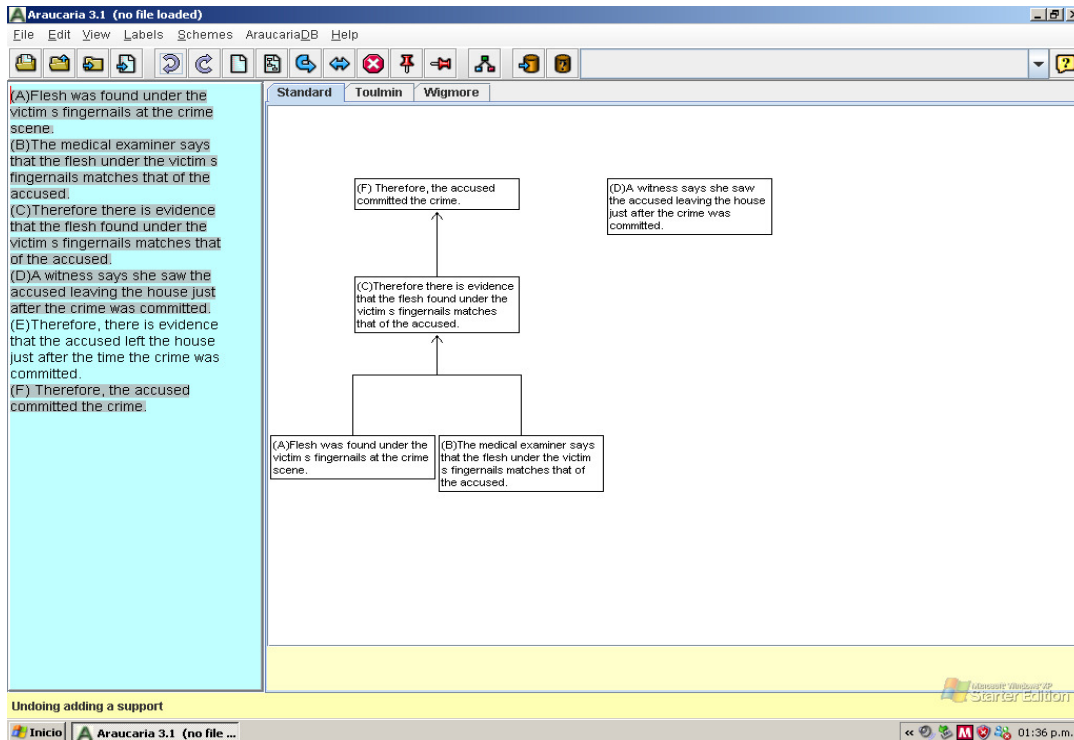 Araucaria 3.1 (no file loaded)
File Edit View Labels Schemes AraucariaDB Help
(A)Flesh was found under the
victim s fingernails at the crime
scene.
(B)The medical examiner says
that the flesh under the victim s
fingernails matches that of the
accused.
(C)Therefore there is evidence
that the flesh found under the
victim s fingernails matches that
of the accused.
(D)A witness says she saw the
accused leaving the house just
after the crime was committed.
(E)Therefore, there is evidence
that the accused left the house
just after the time the crime was
committed.
(F) Therefore, the accused
committed the crime.
Standard Toulmin Wigmore
(F) Therefore, the accused
committed the crime.
(D)A witness says she saw
the accused leaving the house
just after the crime was
committed.
(C)Therefore there is evidence
that the flesh found under the
victim s fingernails matches
that of the accused.
(A)Flesh was found under the
victim s fingernails at the crime
scene.
(B)The medical examiner says
that the flesh under the victim
s fingernails matches that of
the accused.
Microsoft Windows XP
Starter Edition
Undoing adding a support
Inicio Araucaria 3.1 (no file ... 01:36 p.m.